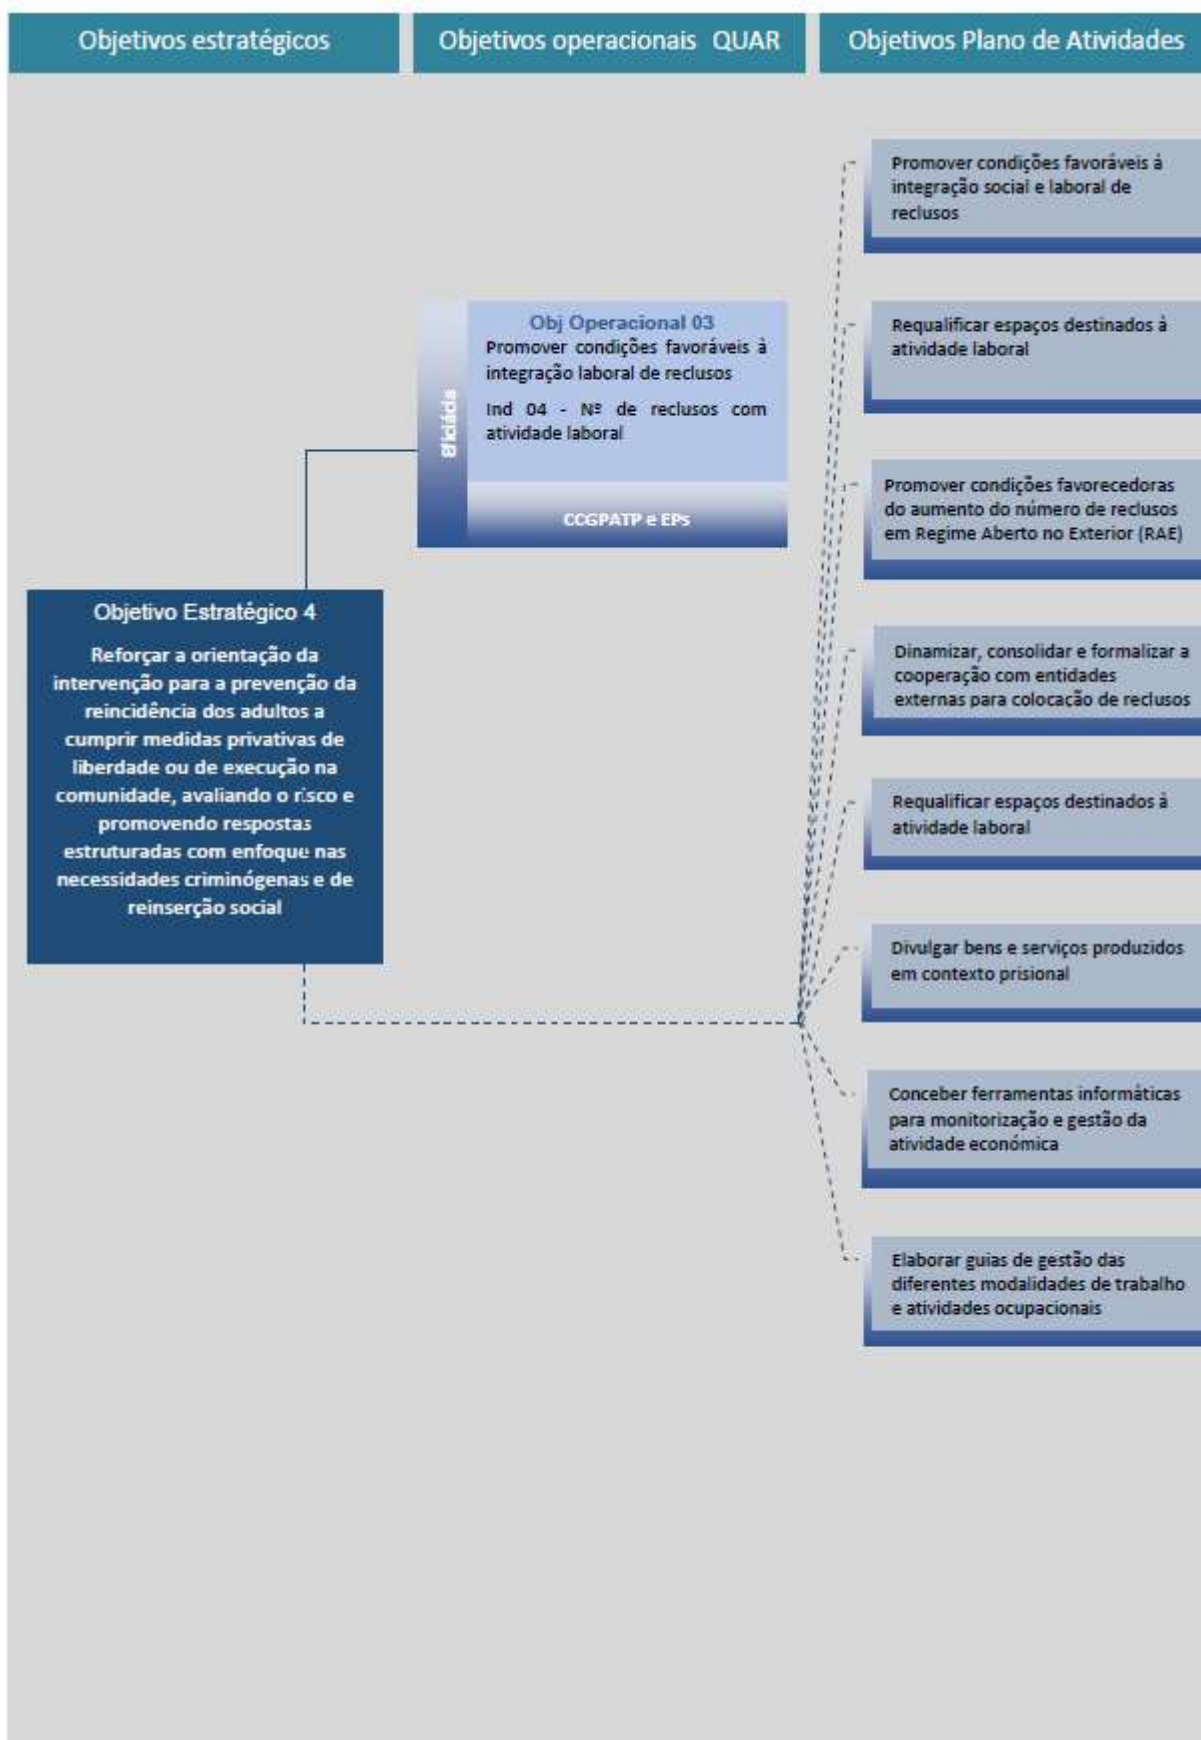 Objetivos estratégicos
Objetivos operacionais QUAR
Objetivos Plano de Atividades
Promover condições favoráveis à
integração social e laboral de
reclusos
Requalificar espaços destinados à
atividade laboral
Eficiácia
Obj Operacional 03
Promover condições favoráveis à
integração laboral de reclusos
Ind 04 - Nº de reclusos com
atividade laboral
CCGPATP e EPs
Promover condições favorecedoras
do aumento do número de reclusos
em Regime Aberto no Exterior (RAE)
Objetivo Estratégico 4
Reforçar a orientação da
intervenção para a prevenção da
reincidência dos adultos a
cumprir medidas privativas de
liberdade ou de execução na
comunidade, avaliando o risco e
promovendo respostas
estruturadas com enfoque nas
necessidades criminógenas e de
reinserção social
Dinamizar, consolidar e formalizar a
cooperação com entidades
externas para colocação de reclusos
Requalificar espaços destinados à
atividade laboral
Divulgar bens e serviços produzidos
em contexto prisional
Conceber ferramentas informáticas
para monitorização e gestão da
atividade económica
Elaborar guias de gestão das
diferentes modalidades de trabalho
e atividades ocupacionais